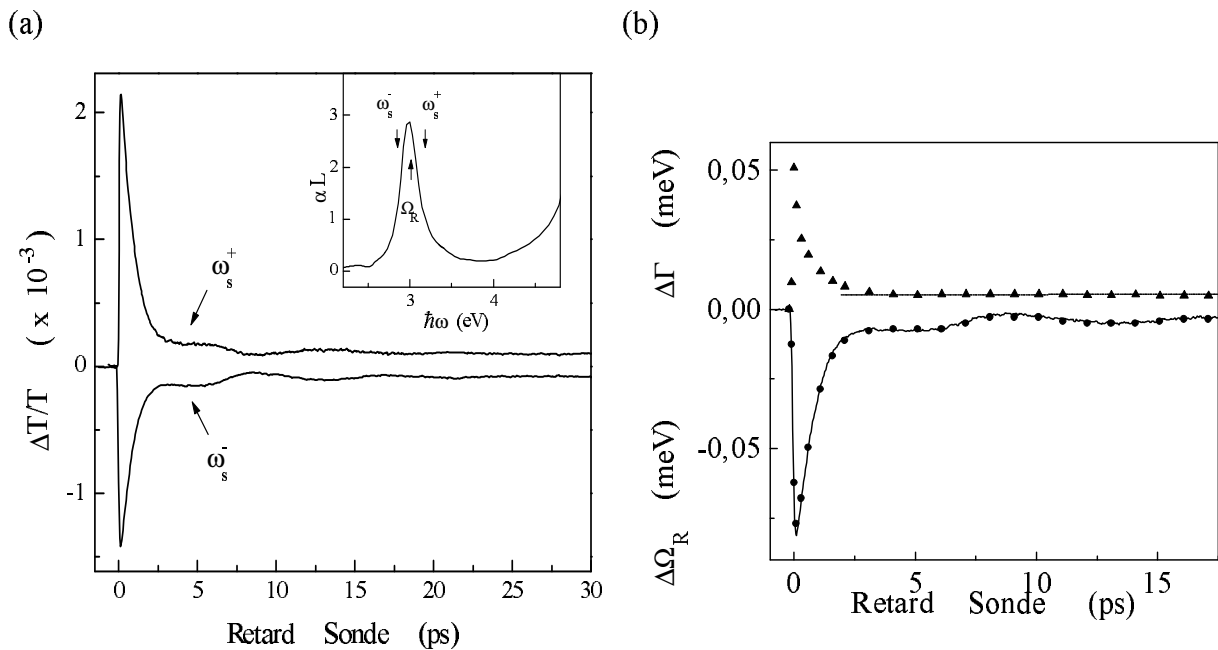 (a)
(b)
2
1
0
-1
ΔT/T ( x 10⁻³ )
ω_s^+
ω_s^-
0
5
10
15
20
25
30
Retard Sonde (ps)
3
2
1
0
α L
ω_s^-
ω_s^+
Ω_R
3
4
ħω (eV)
0,05
0,00
-0,05
ΔΓ (meV)
ΔΩ_R (meV)
0
5
10
15
Retard Sonde (ps)